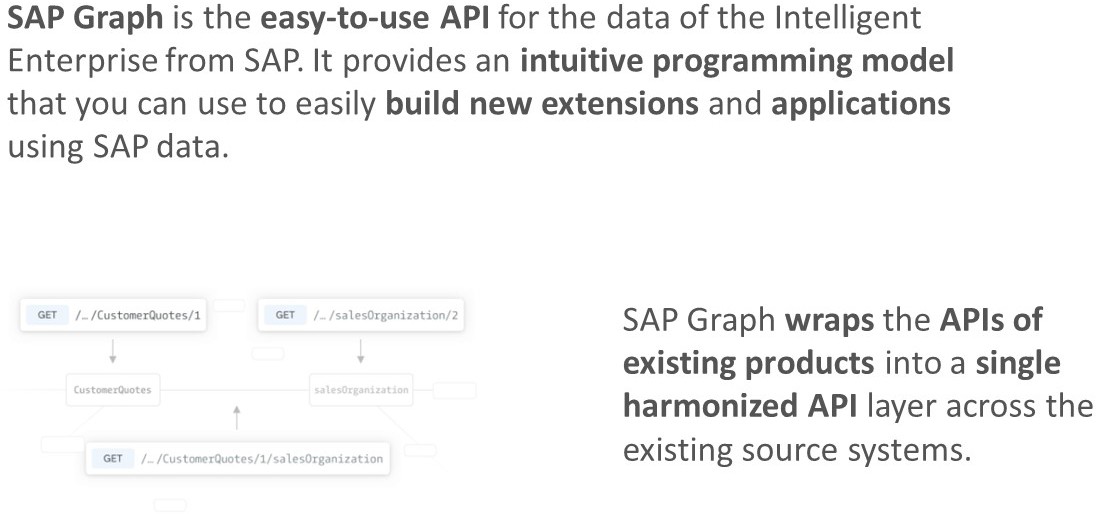 SAP Graph is the easy-to-use API for the data of the Intelligent
Enterprise from SAP. It provides an intuitive programming model
that you can use to easily build new extensions and applications
using SAP data.
GET /… /CustomerQuotes/1
GET /… /salesOrganization/2
CustomerQuotes
salesOrganization
GET /… /CustomerQuotes/1/salesOrganization
SAP Graph wraps the APIs of
existing products into a single
harmonized API layer across the
existing source systems.